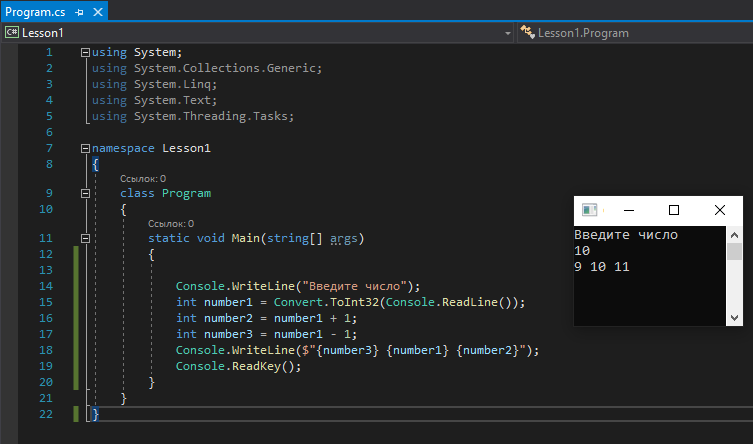 Program.cs
C# Lesson1
Lesson1.Program
1 using System;
2 using System.Collections.Generic;
3 using System.Linq;
4 using System.Text;
5 using System.Threading.Tasks;
6
7 namespace Lesson1
8 {
Ссылок: 0
9 class Program
10 {
Ссылок: 0
11 static void Main(string[] args)
12 {
13
14 Console.WriteLine("Введите число");
15 int number1 = Convert.ToInt32(Console.ReadLine());
16 int number2 = number1 + 1;
17 int number3 = number1 - 1;
18 Console.WriteLine($"{number3} {number1} {number2}");
19 Console.ReadKey();
20 }
21 }
22 }
Введите число
10
9 10 11